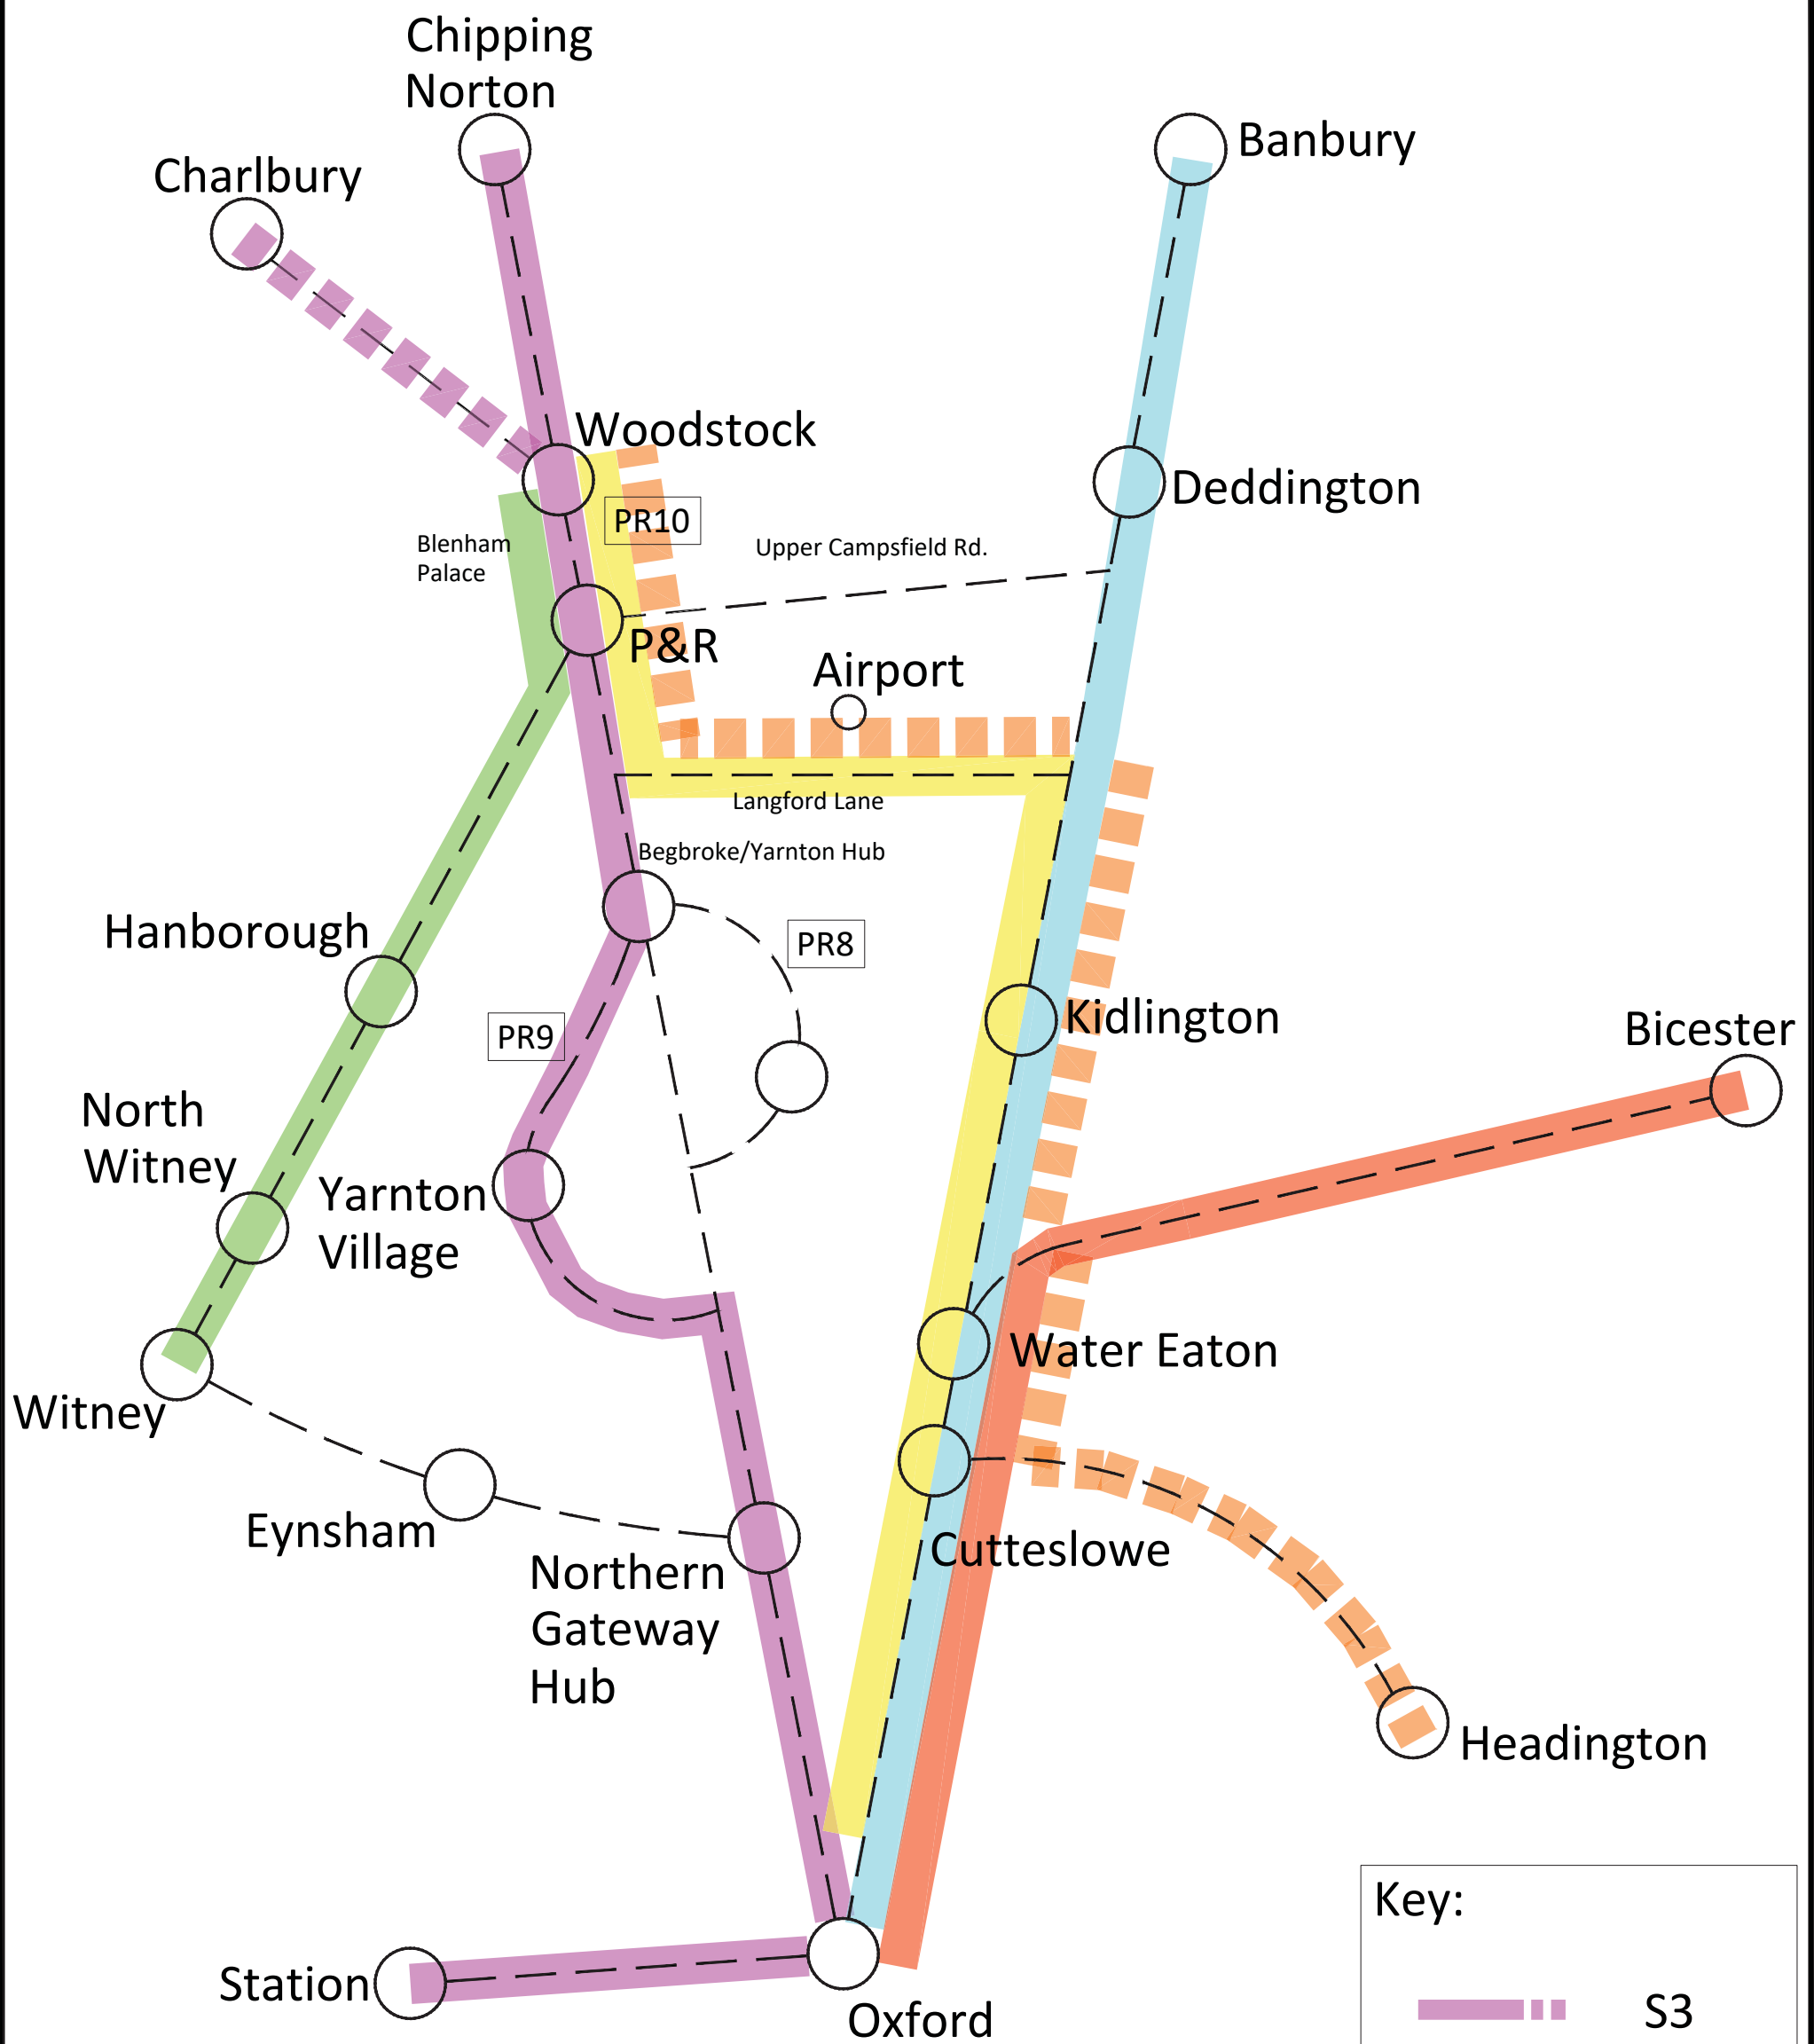 Chipping
Norton
Banbury
Charlbury
Woodstock
Deddington
PR10
Blenham
Palace
Upper Campsfield Rd.
P&R
Airport
Langford Lane
Begbroke/Yarnton Hub
Hanborough
PR8
Kidlington
Bicester
PR9
North
Witney
Yarnton
Village
Water Eaton
Witney
Eynsham
Cutteslowe
Northern
Gateway
Hub
Headington
Key:
Station
S3
Oxford